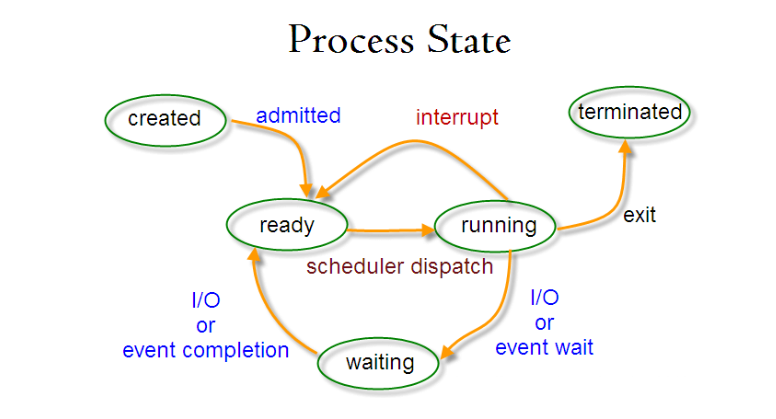 Process State
created
admitted
interrupt
terminated
ready
running
exit
scheduler dispatch
I/O
or
event completion
I/O
or
event wait
waiting